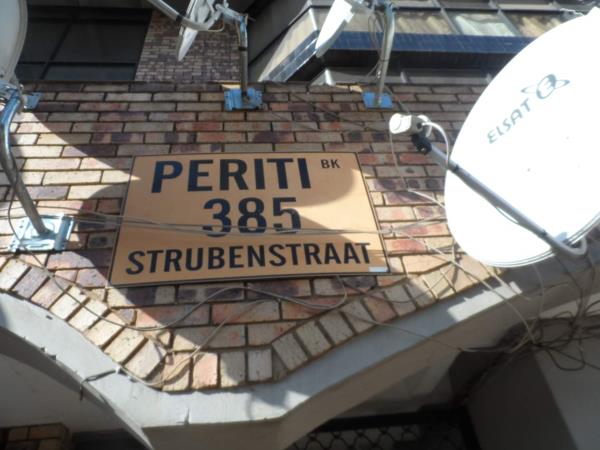 PERITI BK
385
STRUBENSTRAAT
ELSAT